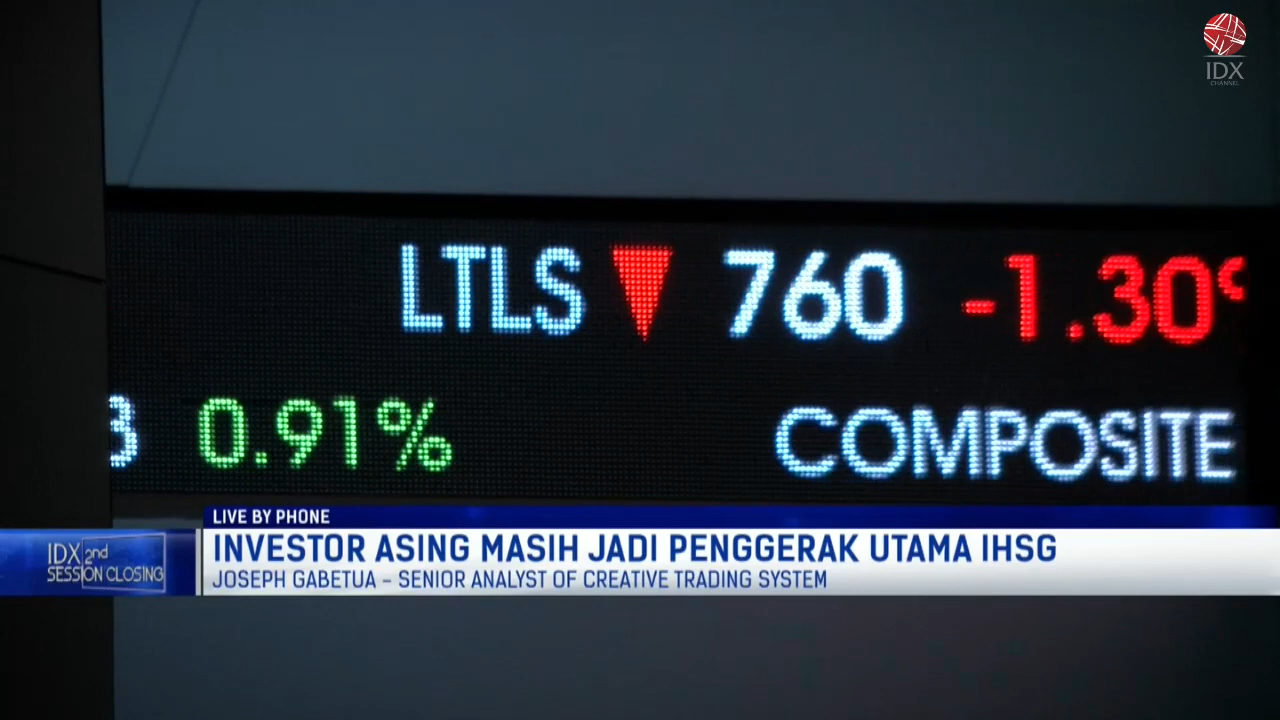 IDX
CHANNEL
LTLS 760 -1.30
0.91%
COMPOSITE
LIVE BY PHONE
INVESTOR ASING MASIH JADI PENGGERAK UTAMA IHSG
JOSEPH GABETUA – SENIOR ANALYST OF CREATIVE TRADING SYSTEM
IDX 2nd
SESSION CLOSING